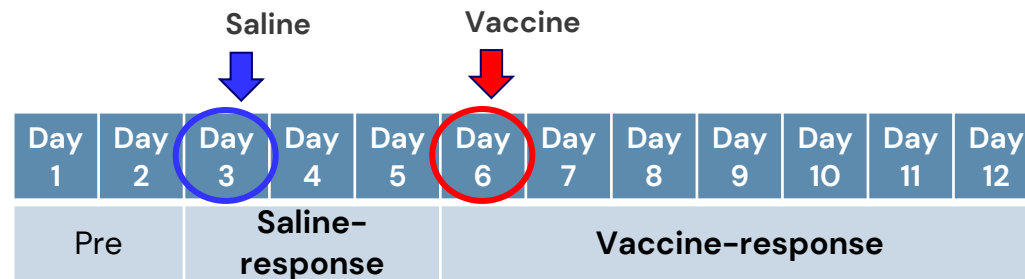 Saline
Vaccine
Day Day Day Day Day Day Day Day Day Day Day Day
1 2 3 4 5 6 7 8 9 10 11 12
Pre
Saline-
response
Vaccine-response